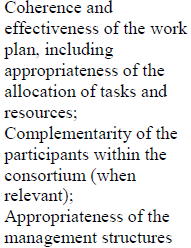 Coherence and
effectiveness of the work
plan, including
appropriateness of the
allocation of tasks and
resources;
Complementarity of the
participants within the
consortium (when
relevant);
Appropriateness of the
management structures